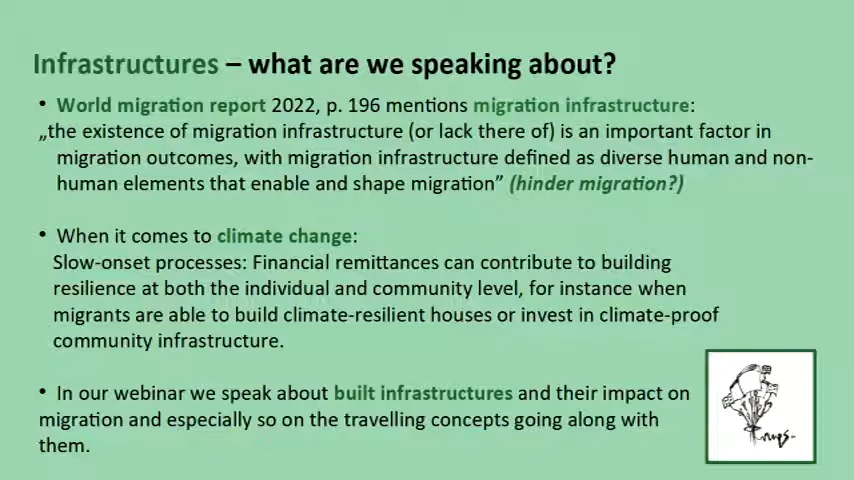 Infrastructures – what are we speaking about?
• World migration report 2022, p. 196 mentions migration infrastructure:
„the existence of migration infrastructure (or lack there of) is an important factor in
migration outcomes, with migration infrastructure defined as diverse human and non-
human elements that enable and shape migration” (hinder migration?)
• When it comes to climate change:
Slow-onset processes: Financial remittances can contribute to building
resilience at both the individual and community level, for instance when
migrants are able to build climate-resilient houses or invest in climate-proof
community infrastructure.
• In our webinar we speak about built infrastructures and their impact on
migration and especially so on the travelling concepts going along with
them.